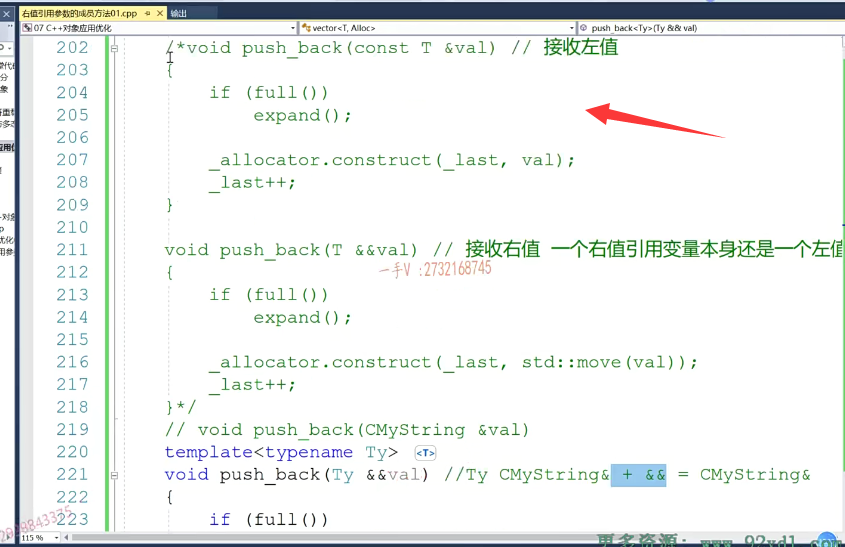 右值引用参数的成员方法01.cpp 输出
07 C++对象应用优化 vector<T, Alloc> push_back<Ty>(Ty && val)
202 /*void push_back(const T &val) // 接收左值
203 {
204 if (full())
205 expand();
206
207 _allocator.construct(_last, val);
208 _last++;
209 }
210
211 void push_back(T &&val) // 接收右值 一个右值引用变量本身还是一个左值
212 {
一手V :2732168745
213 if (full())
214 expand();
215
216 _allocator.construct(_last, std::move(val));
217 _last++;
218 }*/
219 // void push_back(CMyString &val)
220 template<typename Ty> <T>
221 void push_back(Ty &&val) //Ty CMyString& + && = CMyString&
222 {
223 if (full())
115 %